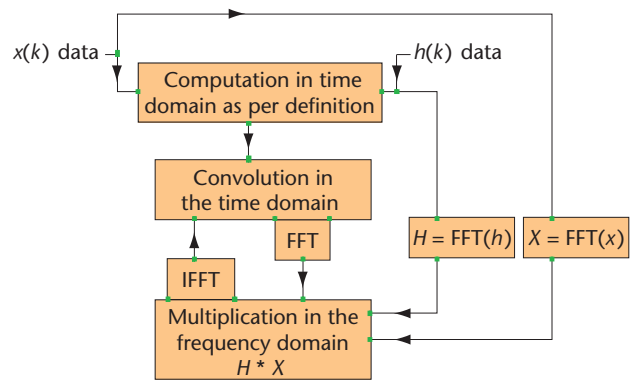 x(k) data
h(k) data
Computation in time
domain as per definition
Convolution in
the time domain
FFT
H = FFT(h)
X = FFT(x)
IFFT
Multiplication in the
frequency domain
H * X